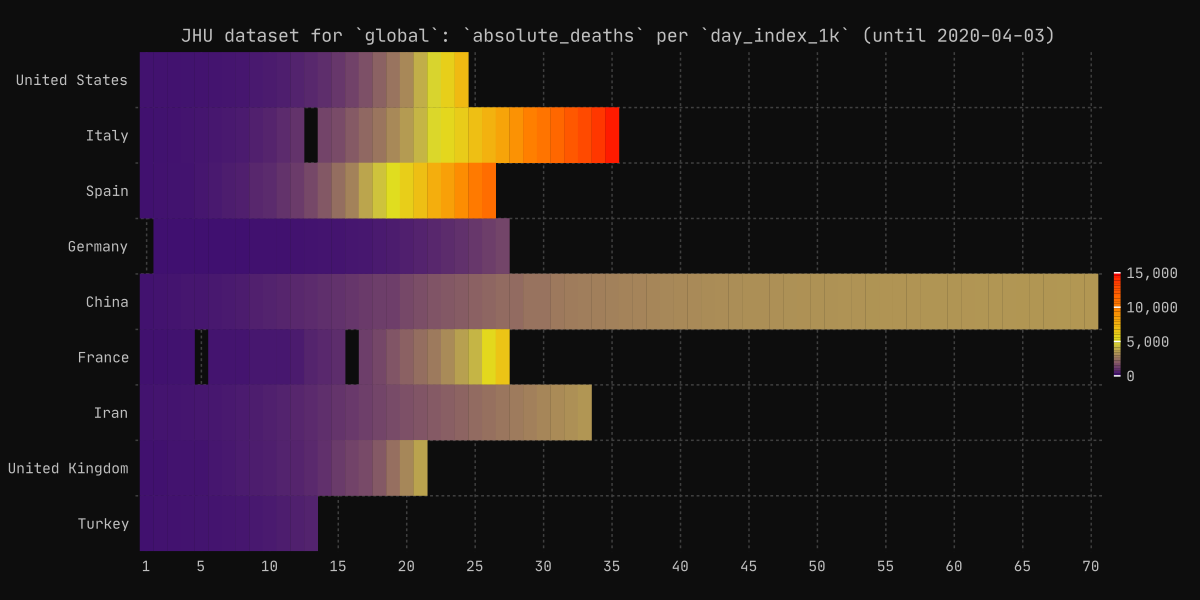 JHU dataset for `global`: `absolute_deaths` per `day_index_1k` (until 2020-04-03)
United States
Italy
Spain
Germany
China
France
Iran
United Kingdom
Turkey
15,000
10,000
5,000
0
1 5 10 15 20 25 30 35 40 45 50 55 60 65 70